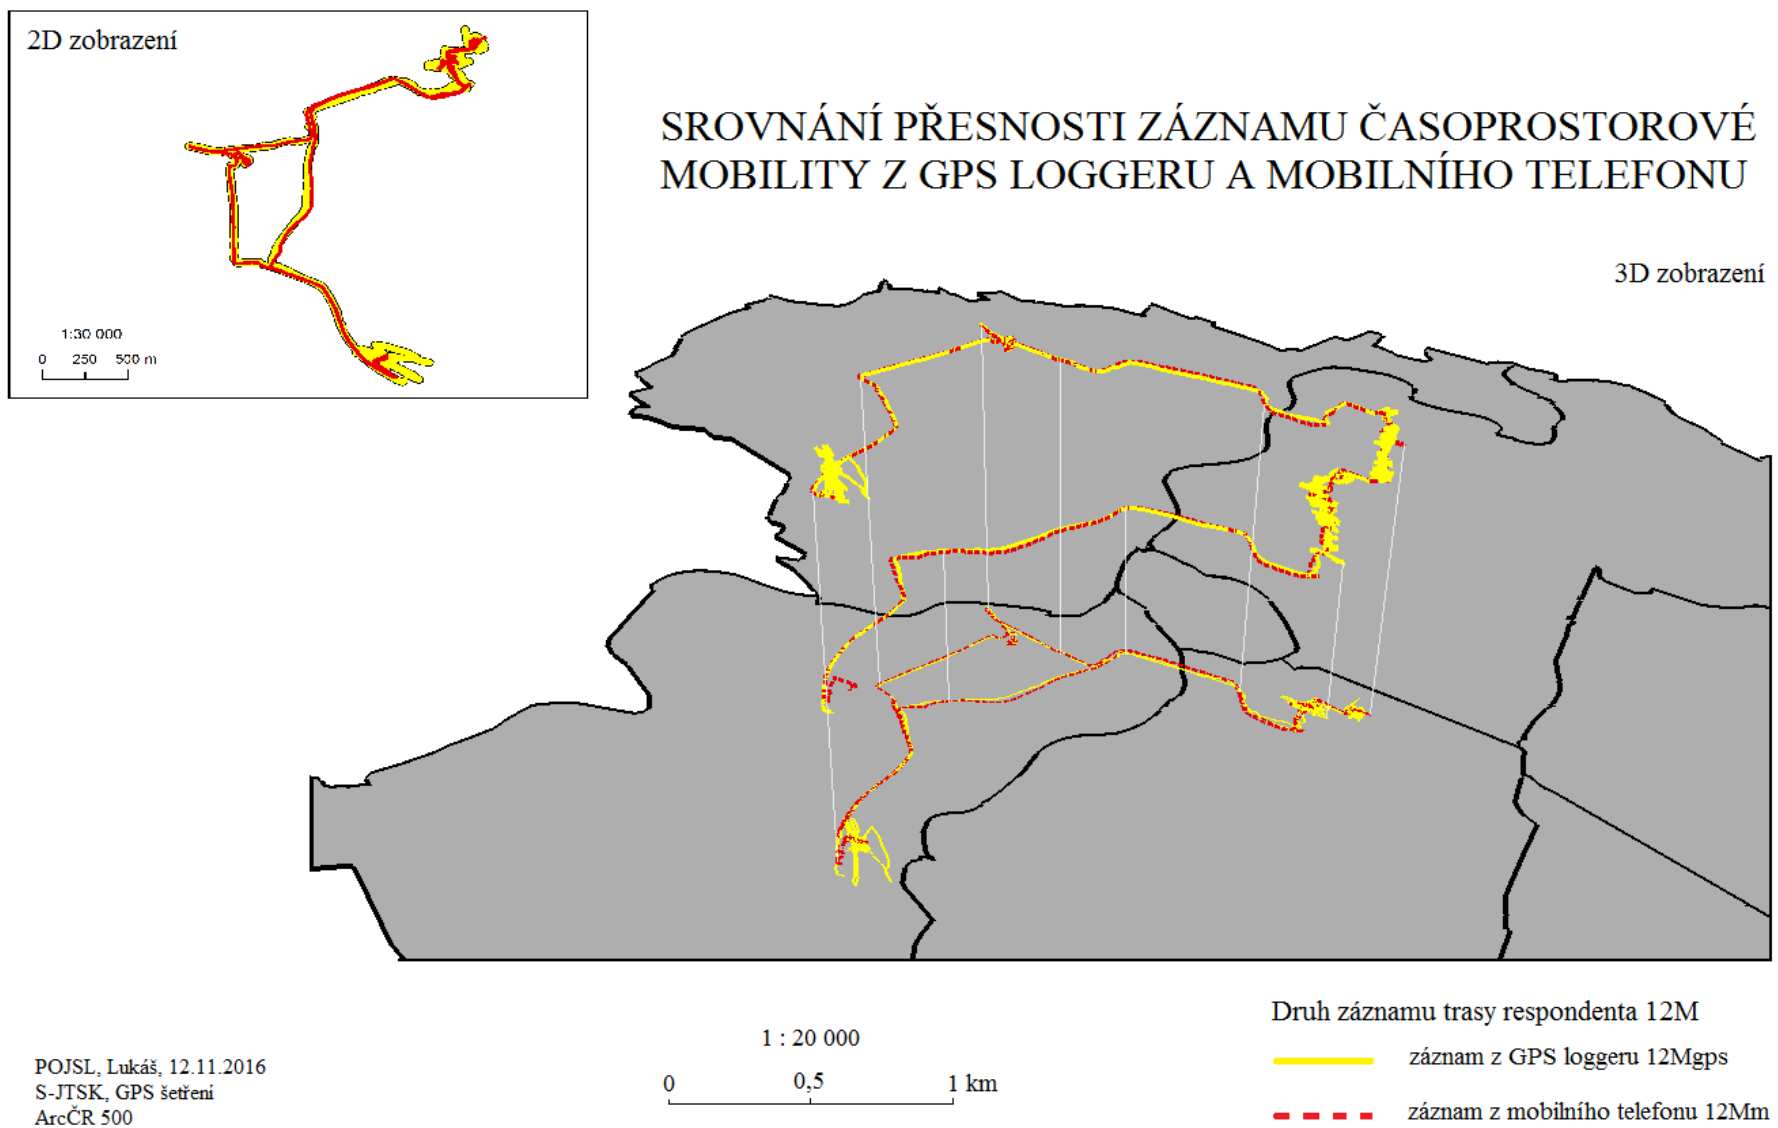 2D zobrazení
1:30 000
0 250 500 m
SROVNÁNÍ PŘESNOSTI ZÁZNAMU ČASOPROSTOROVÉ
MOBILITY Z GPS LOGGERU A MOBILNÍHO TELEFONU
3D zobrazení
Druh záznamu trasy respondenta 12M
záznam z GPS loggeru 12Mgps
záznam z mobilního telefonu 12Mm
1 : 20 000
0 0,5 1 km
POJSL, Lukáš, 12.11.2016
S-JTSK, GPS šetření
ArcČR 500